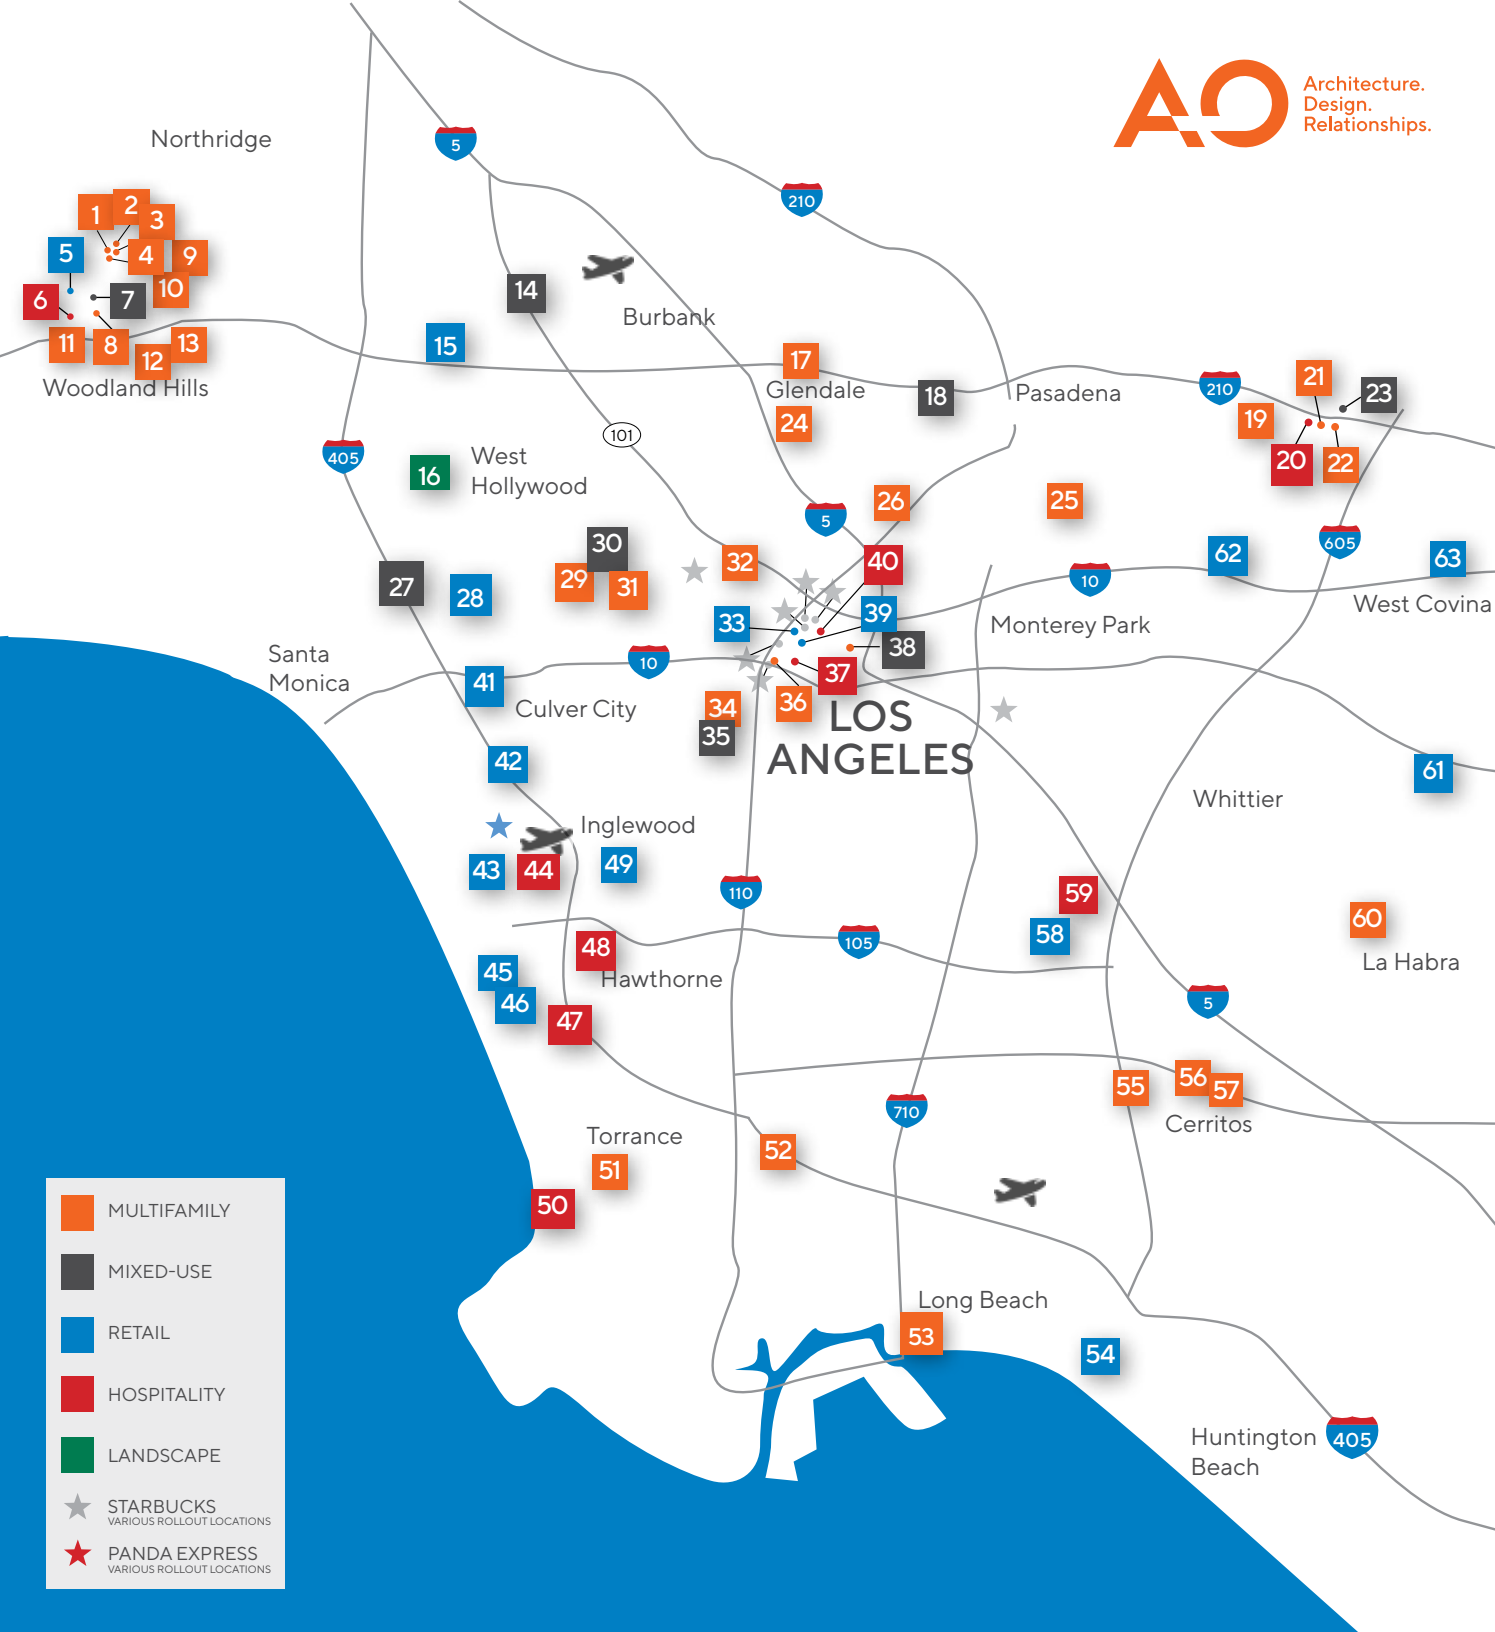 Architecture.
Design.
Relationships.
Northridge
5
210
1
2
3
4
5
9
10
6
7
11
8
12
13
Woodland Hills
14
Burbank
15
17
Glendale
18
Pasadena
210
21
23
19
20
22
24
101
405
16
West
Hollywood
5
26
25
605
27
28
30
29
31
32
40
10
62
63
West Covina
33
39
38
Monterey Park
Santa
Monica
10
37
36
34
35
LOS
ANGELES
41
Culver City
42
61
Whittier
Inglewood
43
44
49
110
59
58
60
La Habra
105
48
Hawthorne
45
46
47
5
55
56
57
Cerritos
710
Torrance
51
52
50
Long Beach
53
54
Huntington
Beach
405
MULTIFAMILY
MIXED-USE
RETAIL
HOSPITALITY
LANDSCAPE
STARBUCKS
VARIOUS ROLLOUT LOCATIONS
PANDA EXPRESS
VARIOUS ROLLOUT LOCATIONS